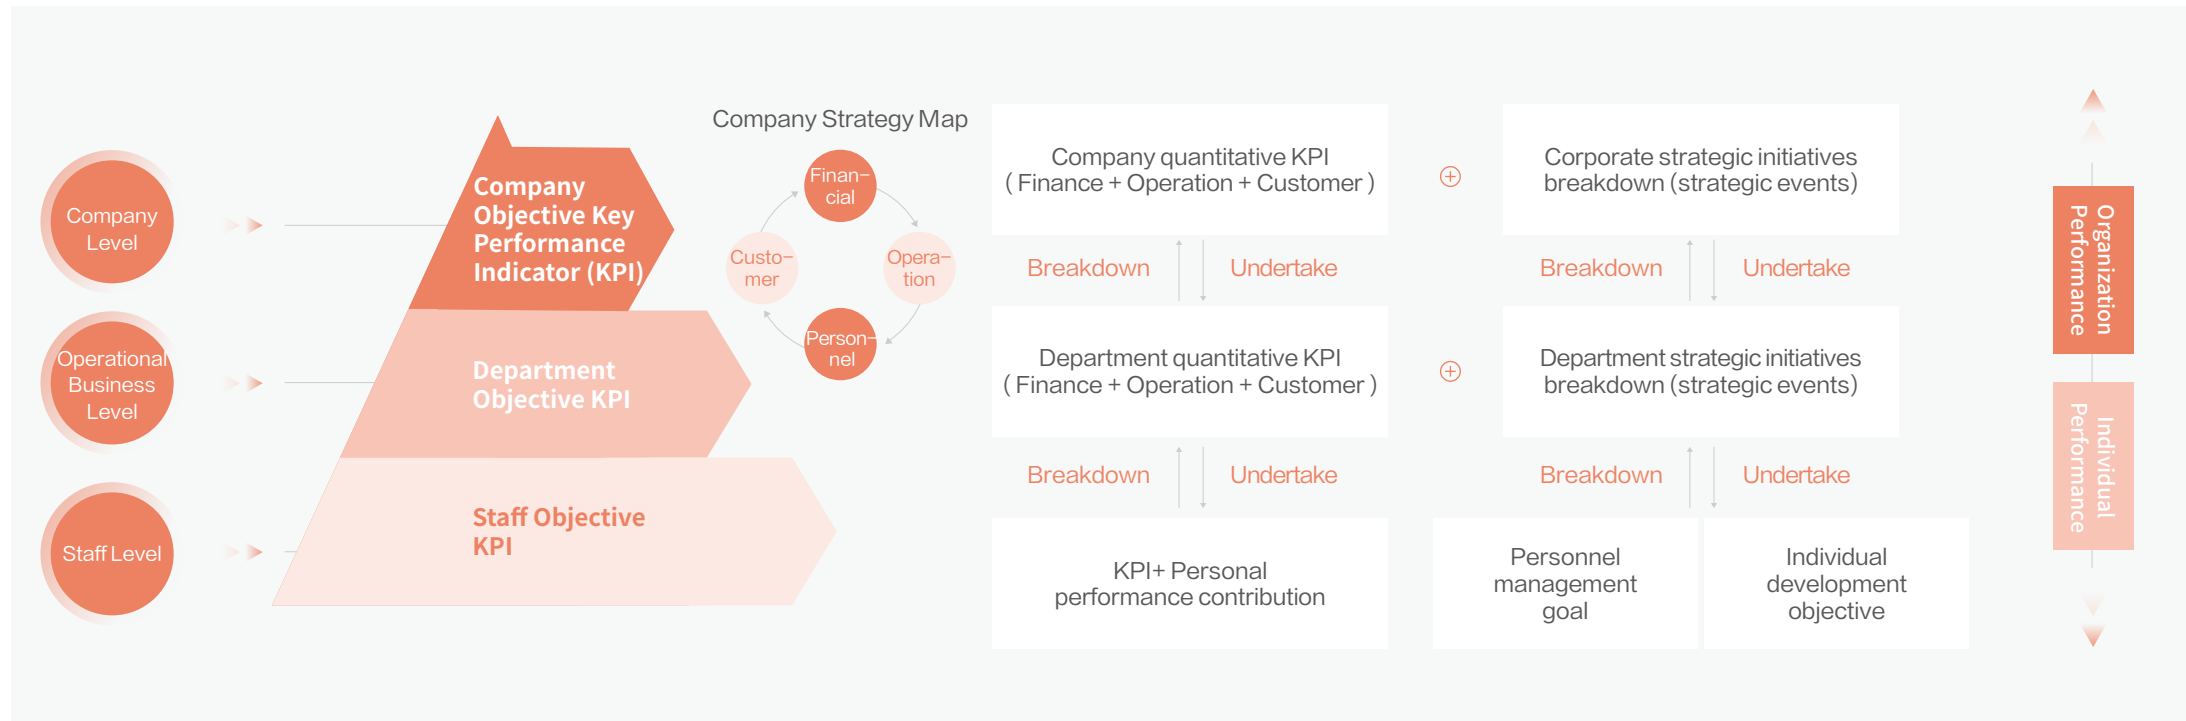 Company
Level
Operational
Business
Level
Staff Level
Company
Objective Key
Performance
Indicator (KPI)
Department
Objective KPI
Staff Objective
KPI
Company Strategy Map
Finan-
cial
Opera-
tion
Person-
nel
Custo-
mer
Company quantitative KPI
( Finance + Operation + Customer )
Corporate strategic initiatives
breakdown (strategic events)
Breakdown
Undertake
Breakdown
Undertake
Department quantitative KPI
( Finance + Operation + Customer )
Department strategic initiatives
breakdown (strategic events)
Breakdown
Undertake
Breakdown
Undertake
KPI+ Personal
performance contribution
Personnel
management
goal
Individual
development
objective
Organization
Performance
Individual
Performance